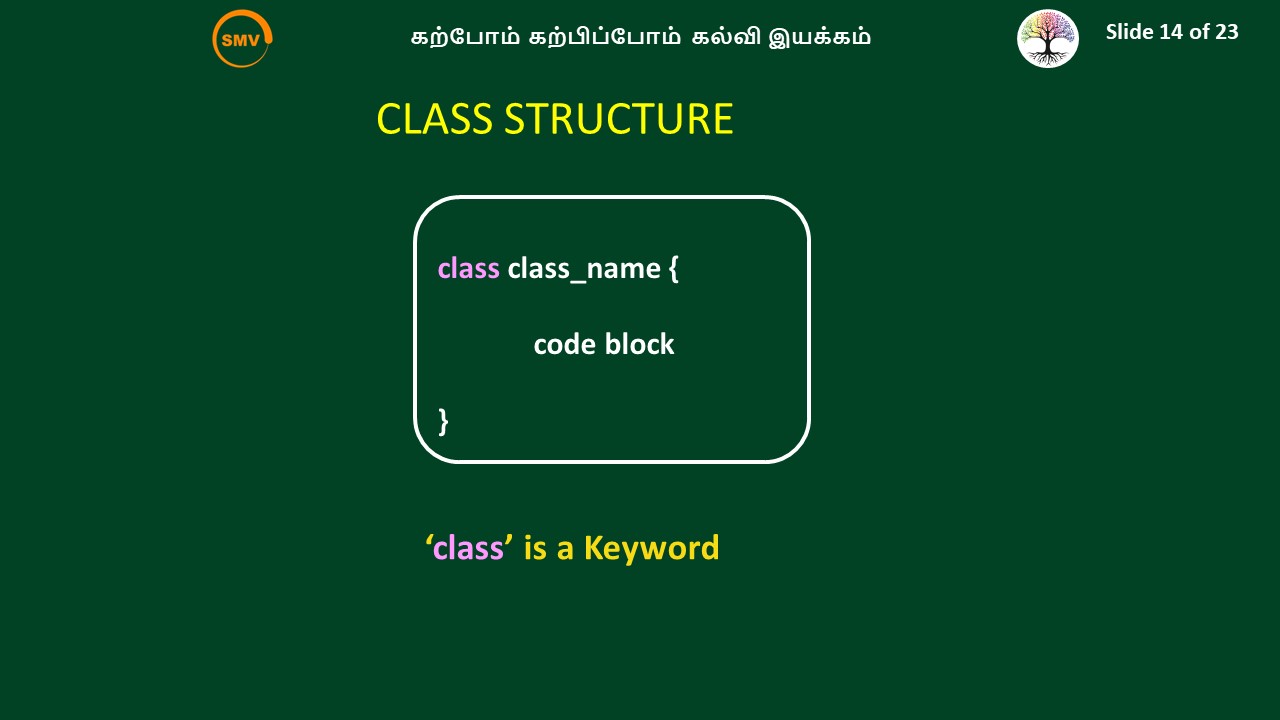 SMV
கற்போம் கற்பிப்போம் கல்வி இயக்கம்
Slide 14 of 23
CLASS STRUCTURE
class class_name {
code block
}
‘class’ is a Keyword